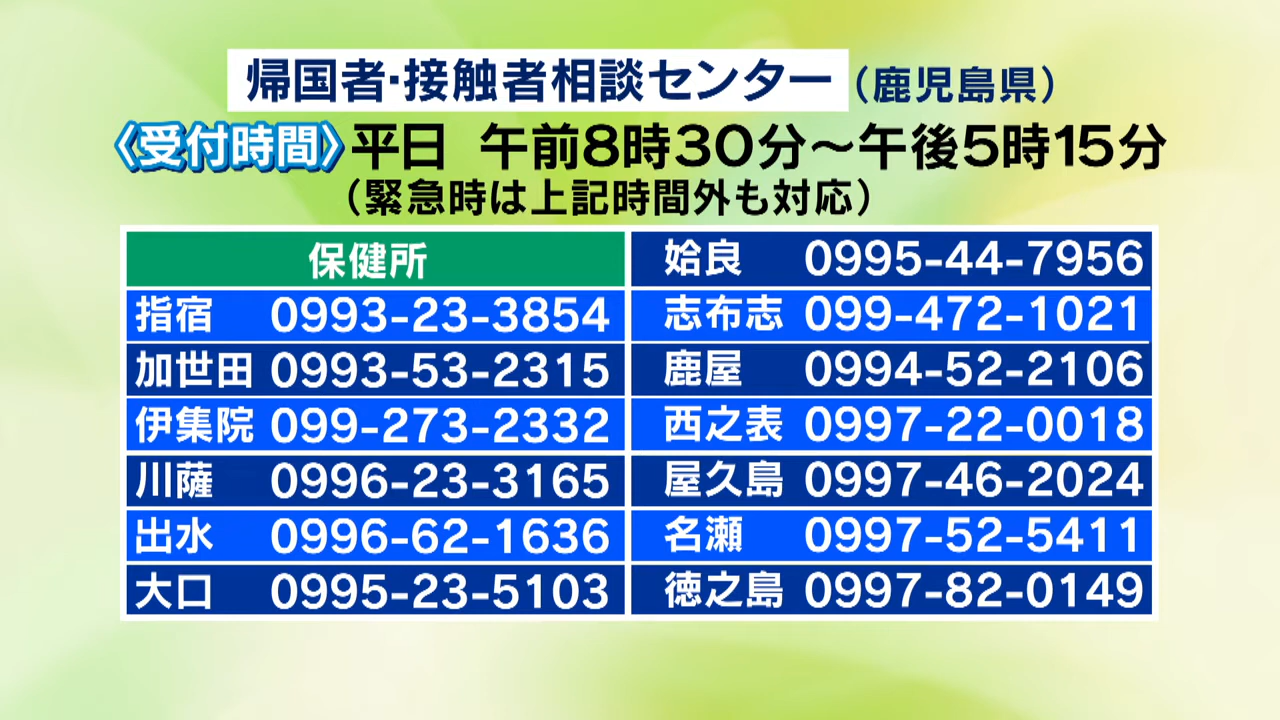 帰国者・接触者相談センター（鹿児島県）
〈受付時間〉平日 午前8時30分～午後5時15分
（緊急時は上記時間外も対応）
保健所
指宿 0993-23-3854
加世田 0993-53-2315
伊集院 099-273-2332
川薩 0996-23-3165
出水 0996-62-1636
大口 0995-23-5103
姶良 0995-44-7956
志布志 099-472-1021
鹿屋 0994-52-2106
西之表 0997-22-0018
屋久島 0997-46-2024
名瀬 0997-52-5411
徳之島 0997-82-0149